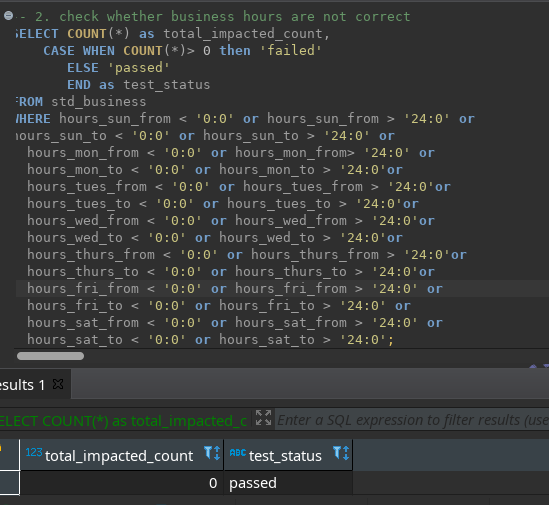 - 2. check whether business hours are not correct
SELECT COUNT(*) as total_impacted_count,
CASE WHEN COUNT(*)> 0 then 'failed'
ELSE 'passed'
END as test_status
FROM std_business
WHERE hours_sun_from < '0:0' or hours_sun_from > '24:0' or
hours_sun_to < '0:0' or hours_sun_to > '24:0' or
hours_mon_from < '0:0' or hours_mon_from> '24:0' or
hours_mon_to < '0:0' or hours_mon_to > '24:0'or
hours_tues_from < '0:0' or hours_tues_from > '24:0'or
hours_tues_to < '0:0' or hours_tues_to > '24:0'or
hours_wed_from < '0:0' or hours_wed_from > '24:0'or
hours_wed_to < '0:0' or hours_wed_to > '24:0'or
hours_thurs_from < '0:0' or hours_thurs_from > '24:0'or
hours_thurs_to < '0:0' or hours_thurs_to > '24:0'or
hours_fri_from < '0:0' or hours_fri_from > '24:0' or
hours_fri_to < '0:0' or hours_fri_to > '24:0' or
hours_sat_from < '0:0' or hours_sat_from > '24:0' or
hours_sat_to < '0:0' or hours_sat_to > '24:0';
esults 1
ELECT COUNT(*) as total_impacted_c Enter a SQL expression to filter results (use
123 total_impacted_count ABC test_status
0 passed